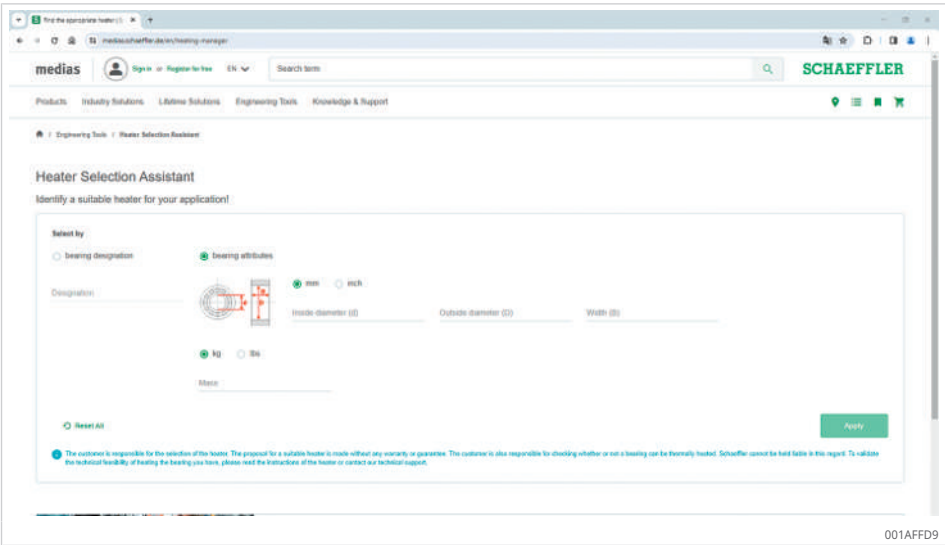 Find the appropriate heater
medias.schaeffler.de/en/heating-manager
medias
Sign in or Register for free
EN
Search term
SCHAEFFLER
Products
Industry Solutions
Lifetime Solutions
Engineering Tools
Knowledge & Support
/ Engineering Tools / Heater Selection Assistant
Heater Selection Assistant
Identify a suitable heater for your application!
Select by
bearing designation
bearing attributes
mm
inch
Designation
Inside diameter (d)
Outside diameter (D)
Width (B)
kg
lbs
Mass
Reset All
Apply
The customer is responsible for the selection of the heater. The proposal for a suitable heater is made without any warranty or guarantee. The customer is also responsible for checking whether or not a bearing can be thermally heated. Schaeffler cannot be held liable in this regard. To validate
the technical feasibility of heating the bearing you have, please read the instructions of the heater or contact our technical support.
001AFFD9